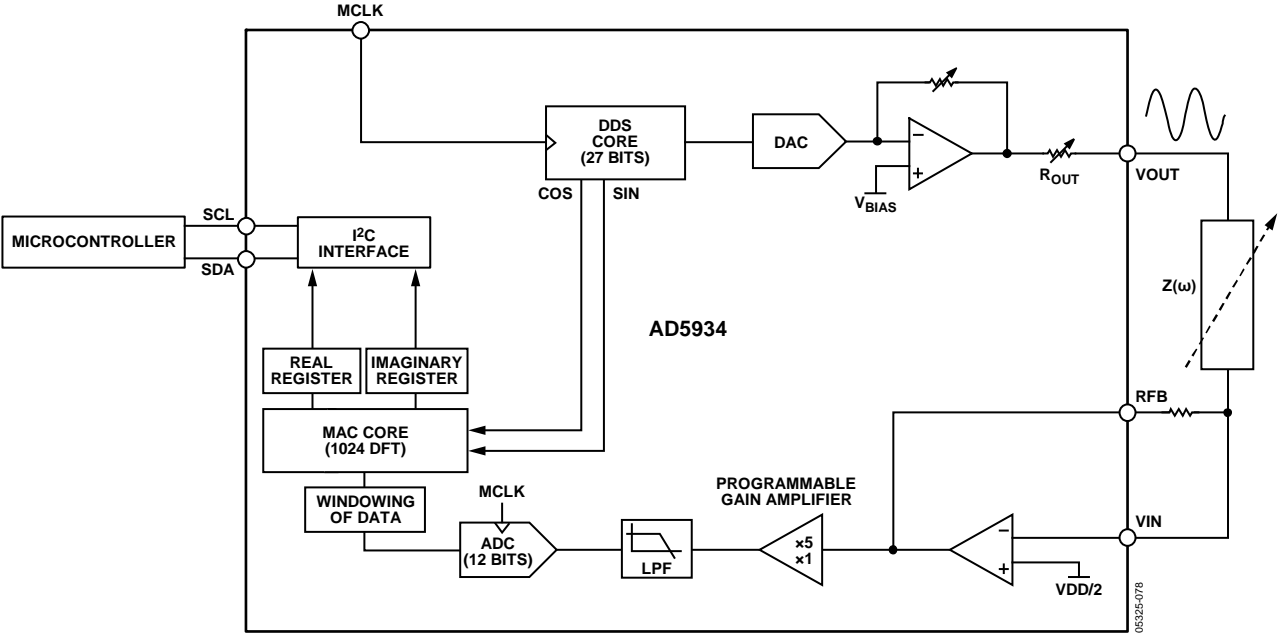 MCLK
DDS
CORE
(27 BITS)
DAC
VBIAS
ROUT
VOUT
COS
SIN
SCL
MICROCONTROLLER
SDA
I2C
INTERFACE
Z(ω)
AD5934
REAL
REGISTER
IMAGINARY
REGISTER
RFB
MAC CORE
(1024 DFT)
PROGRAMMABLE
GAIN AMPLIFIER
WINDOWING
OF DATA
MCLK
ADC
(12 BITS)
LPF
×5
×1
VIN
VDD/2
05325-078